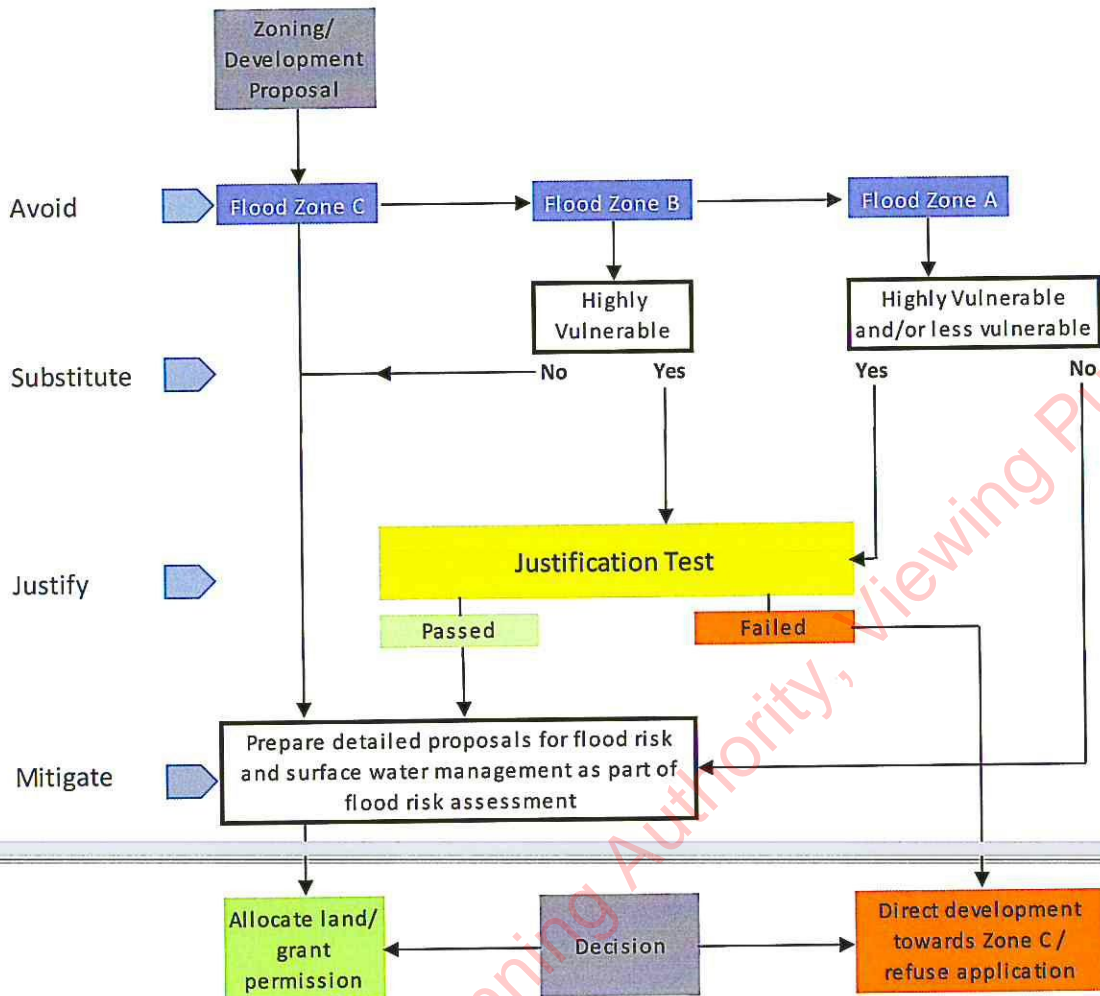 Zoning/
Development
Proposal
Avoid
Flood Zone C
Flood Zone B
Flood Zone A
Highly
Vulnerable
Highly Vulnerable
and/or less vulnerable
Substitute
No
Yes
Yes
No
Justify
Justification Test
Passed
Failed
Mitigate
Prepare detailed proposals for flood risk
and surface water management as part of
flood risk assessment
Allocate land/
grant
permission
Decision
Direct development
towards Zone C /
refuse application
Authority, Viewing